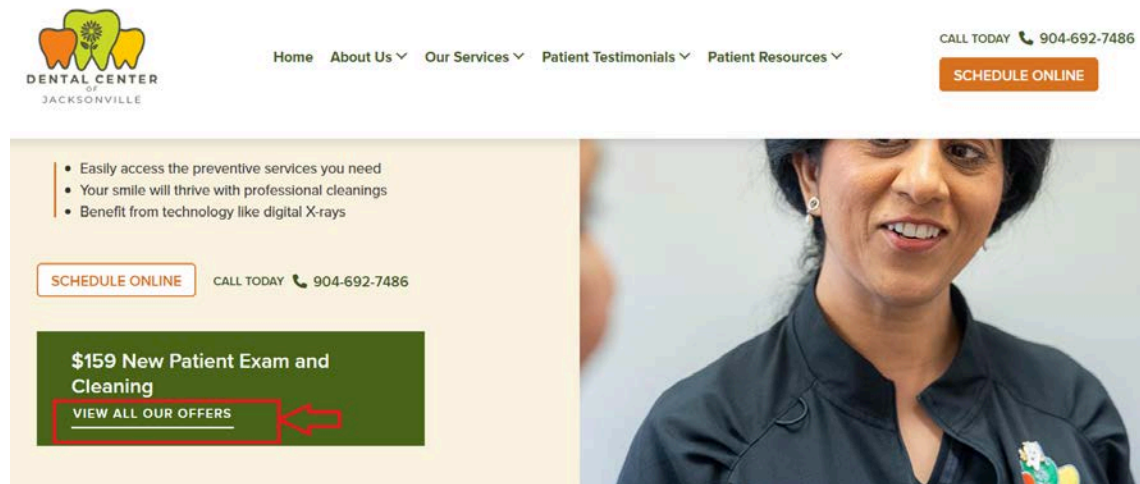 DENTAL CENTER
OF
JACKSONVILLE
Home About Us Our Services Patient Testimonials Patient Resources
CALL TODAY 904-692-7486
SCHEDULE ONLINE
• Easily access the preventive services you need
• Your smile will thrive with professional cleanings
• Benefit from technology like digital X-rays
SCHEDULE ONLINE CALL TODAY 904-692-7486
$159 New Patient Exam and
Cleaning
VIEW ALL OUR OFFERS